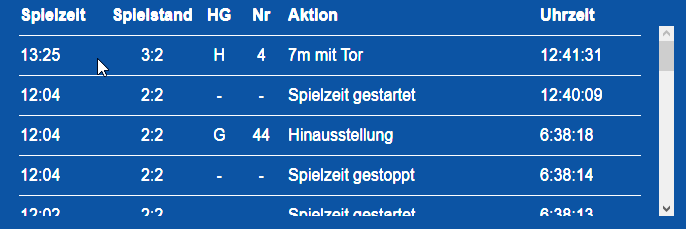 Spielzeit Spielstand HG Nr Aktion Uhrzeit
13:25 3:2 H 4 7m mit Tor 12:41:31
12:04 2:2 - - Spielzeit gestartet 12:40:09
12:04 2:2 G 44 Hinausstellung 6:38:18
12:04 2:2 - - Spielzeit gestoppt 6:38:14
12:02 2:2 Spielzeit gestartet 6:38:13